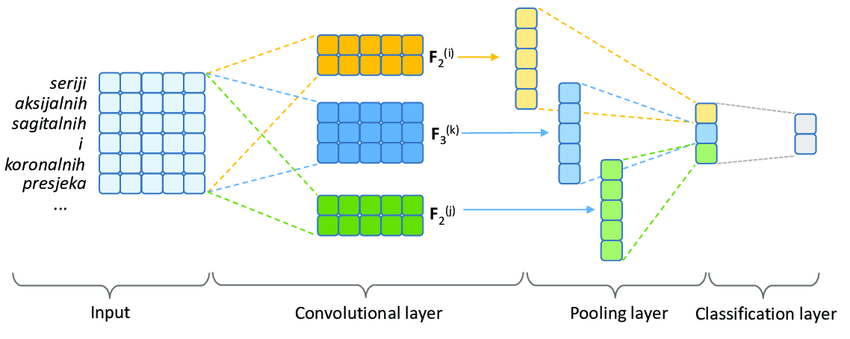 seriji
aksijalnih
sagitalnih
i
koronalnih
presjeka
...
F₂⁽ⁱ⁾
F₃⁽ᵏ⁾
F₂⁽ʲ⁾
Input
Convolutional layer
Pooling layer
Classification layer